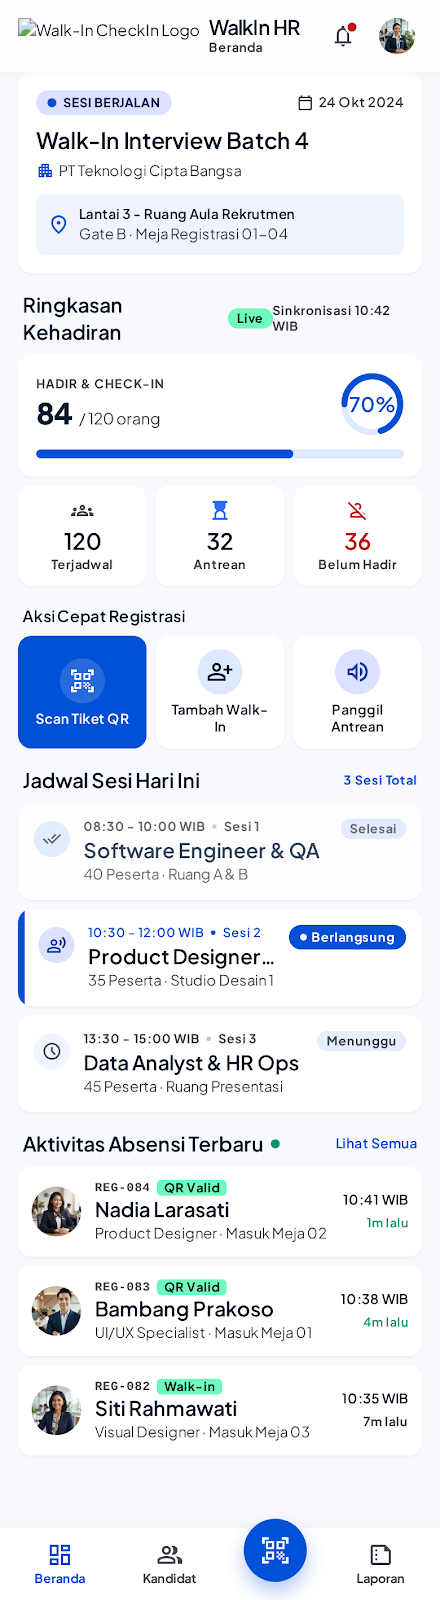 Walk-In CheckIn Logo
WalkIn HR
Beranda
SESI BERJALAN
24 Okt 2024
Walk-In Interview Batch 4
PT Teknologi Cipta Bangsa
Lantai 3 - Ruang Aula Rekrutmen
Gate B · Meja Registrasi 01–04
Ringkasan
Kehadiran
Live
Sinkronisasi 10:42
WIB
HADIR & CHECK-IN
84 / 120 orang
70%
120
Terjadwal
32
Antrean
36
Belum Hadir
Aksi Cepat Registrasi
Scan Tiket QR
Tambah Walk-
In
Panggil
Antrean
Jadwal Sesi Hari Ini
3 Sesi Total
08:30 - 10:00 WIB • Sesi 1
Selesai
Software Engineer & QA
40 Peserta · Ruang A & B
10:30 - 12:00 WIB • Sesi 2
Berlangsung
Product Designer...
35 Peserta · Studio Desain 1
13:30 - 15:00 WIB • Sesi 3
Menunggu
Data Analyst & HR Ops
45 Peserta · Ruang Presentasi
Aktivitas Absensi Terbaru
Lihat Semua
REG-084 QR Valid
Nadia Larasati
Product Designer · Masuk Meja 02
10:41 WIB
1m lalu
REG-083 QR Valid
Bambang Prakoso
UI/UX Specialist · Masuk Meja 01
10:38 WIB
4m lalu
REG-082 Walk-in
Siti Rahmawati
Visual Designer · Masuk Meja 03
10:35 WIB
7m lalu
Beranda
Kandidat
Laporan